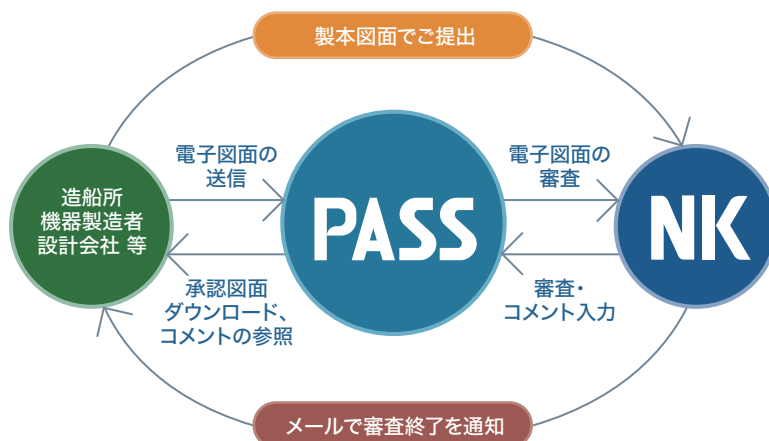 製本図面でご提出
電子図面の
送信
電子図面の
審査
造船所
機器製造者
設計会社 等
PASS
NK
承認図面
ダウンロード、
コメントの参照
審査・
コメント入力
メールで審査終了を通知